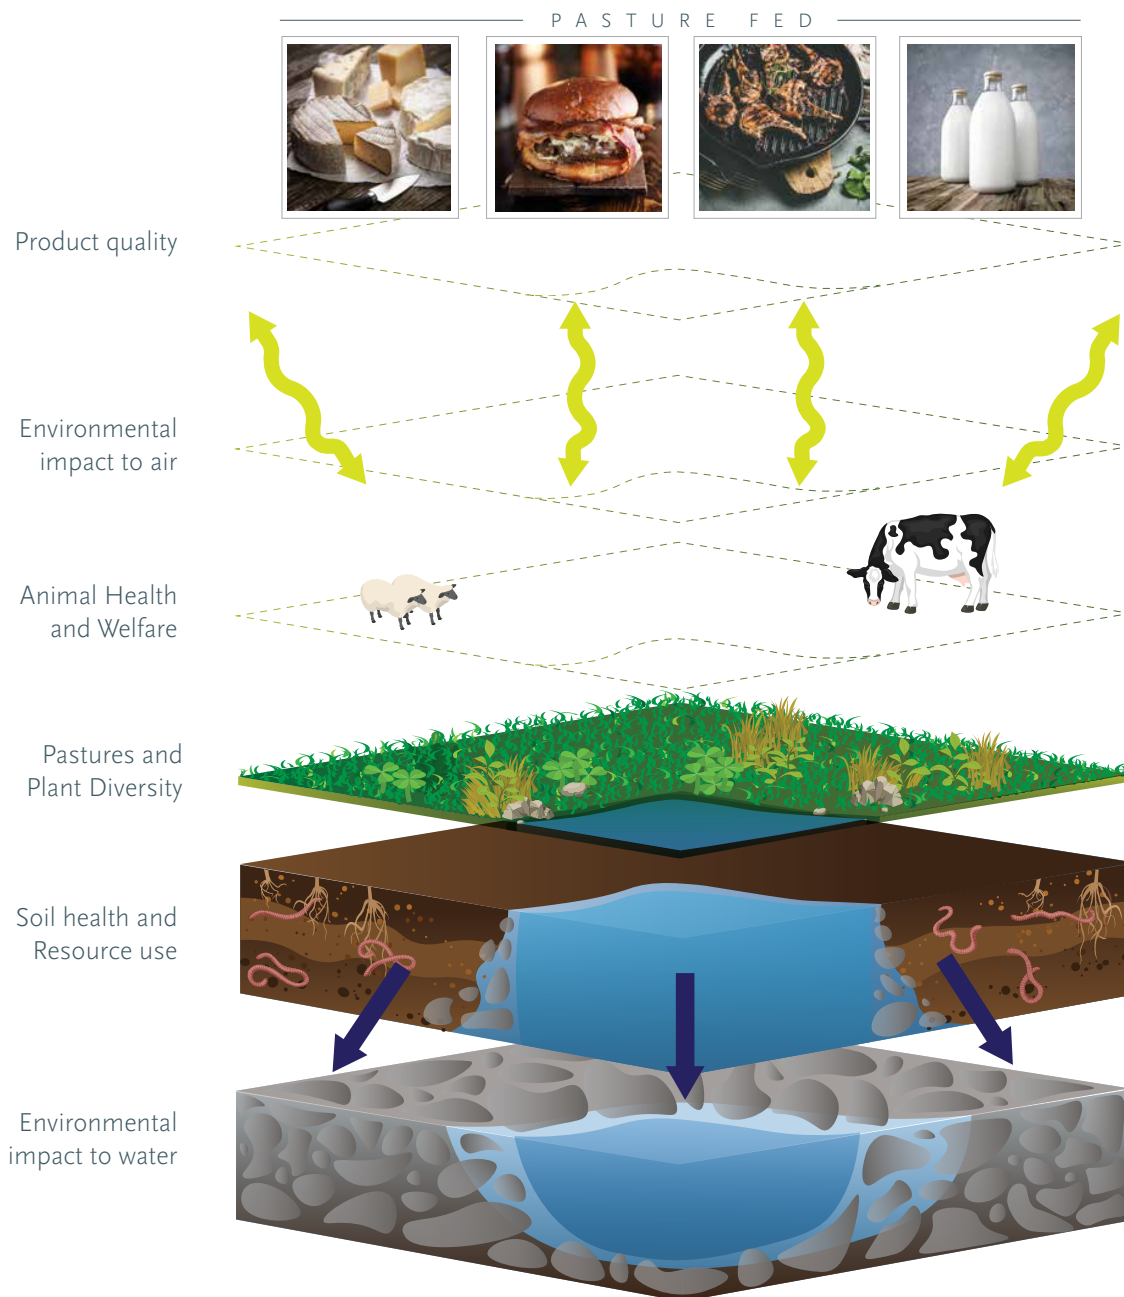 PASTURE FED
Product quality
Environmental
impact to air
Animal Health
and Welfare
Pastures and
Plant Diversity
Soil health and
Resource use
Environmental
impact to water